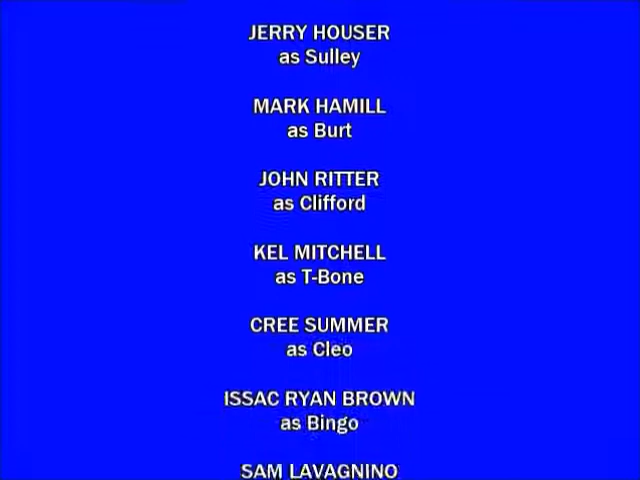 JERRY HOUSER
as Sulley
MARK HAMILL
as Burt
JOHN RITTER
as Clifford
KEL MITCHELL
as T-Bone
CREE SUMMER
as Cleo
ISSAC RYAN BROWN
as Bingo
SAM LAVAGNINO